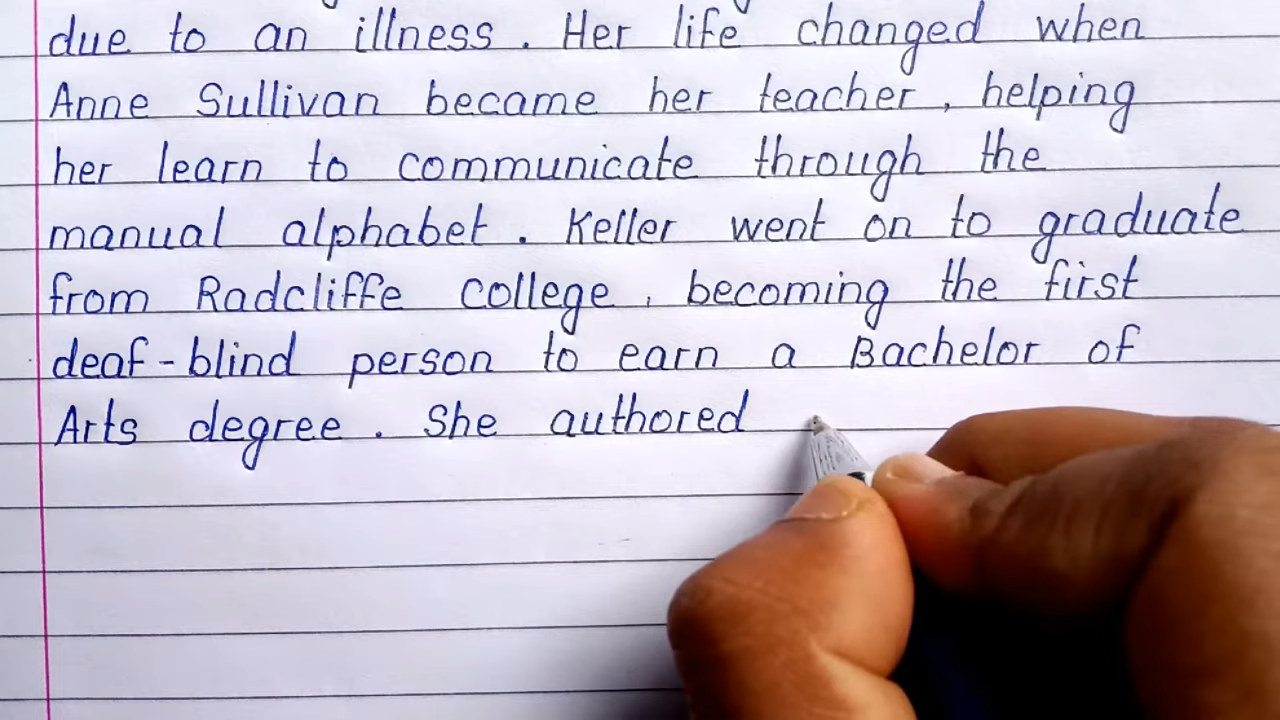 due to an illness. Her life changed when
Anne Sullivan became her teacher, helping
her learn to communicate through the
manual alphabet. Keller went on to graduate
from Radcliffe college, becoming the first
deaf-blind person to earn a Bachelor of
Arts degree. She authored